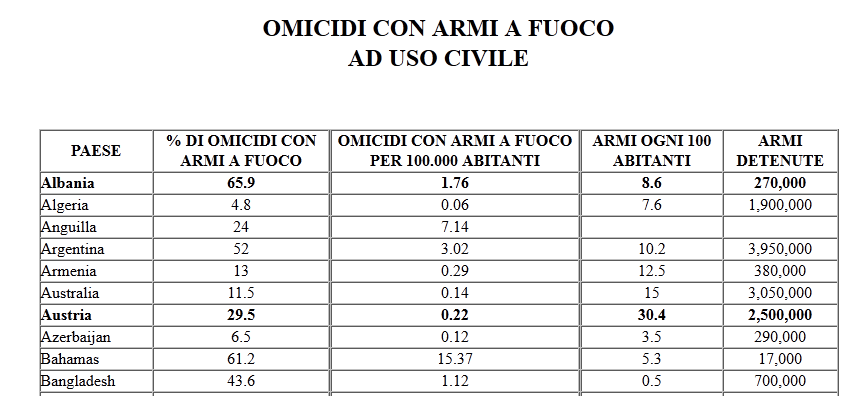 OMICIDI CON ARMI A FUOCO
AD USO CIVILE
PAESE % DI OMICIDI CON ARMI A FUOCO OMICIDI CON ARMI A FUOCO PER 100.000 ABITANTI ARMI OGNI 100 ABITANTI ARMI DETENUTE
Albania 65.9 1.76 8.6 270,000
Algeria 4.8 0.06 7.6 1,900,000
Anguilla 24 7.14
Argentina 52 3.02 10.2 3,950,000
Armenia 13 0.29 12.5 380,000
Australia 11.5 0.14 15 3,050,000
Austria 29.5 0.22 30.4 2,500,000
Azerbaijan 6.5 0.12 3.5 290,000
Bahamas 61.2 15.37 5.3 17,000
Bangladesh 43.6 1.12 0.5 700,000